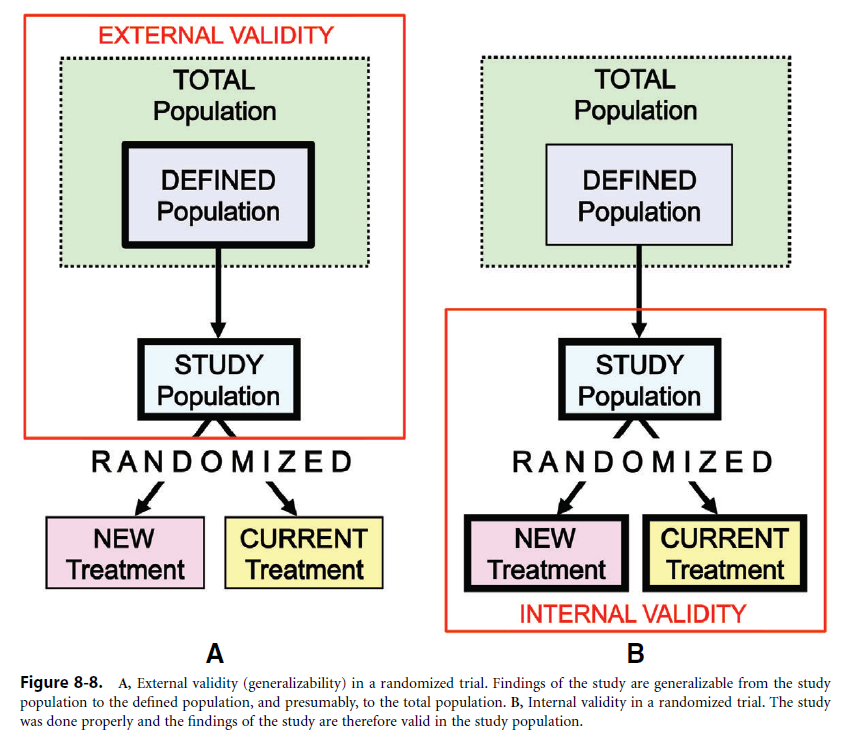 EXTERNAL VALIDITY
TOTAL
Population
DEFINED
Population
STUDY
Population
RANDOMIZED
NEW
Treatment
CURRENT
Treatment
A
TOTAL
Population
DEFINED
Population
STUDY
Population
RANDOMIZED
NEW
Treatment
CURRENT
Treatment
INTERNAL VALIDITY
B
Figure 8-8. A, External validity (generalizability) in a randomized trial. Findings of the study are generalizable from the study
population to the defined population, and presumably, to the total population. B, Internal validity in a randomized trial. The study
was done properly and the findings of the study are therefore valid in the study population.